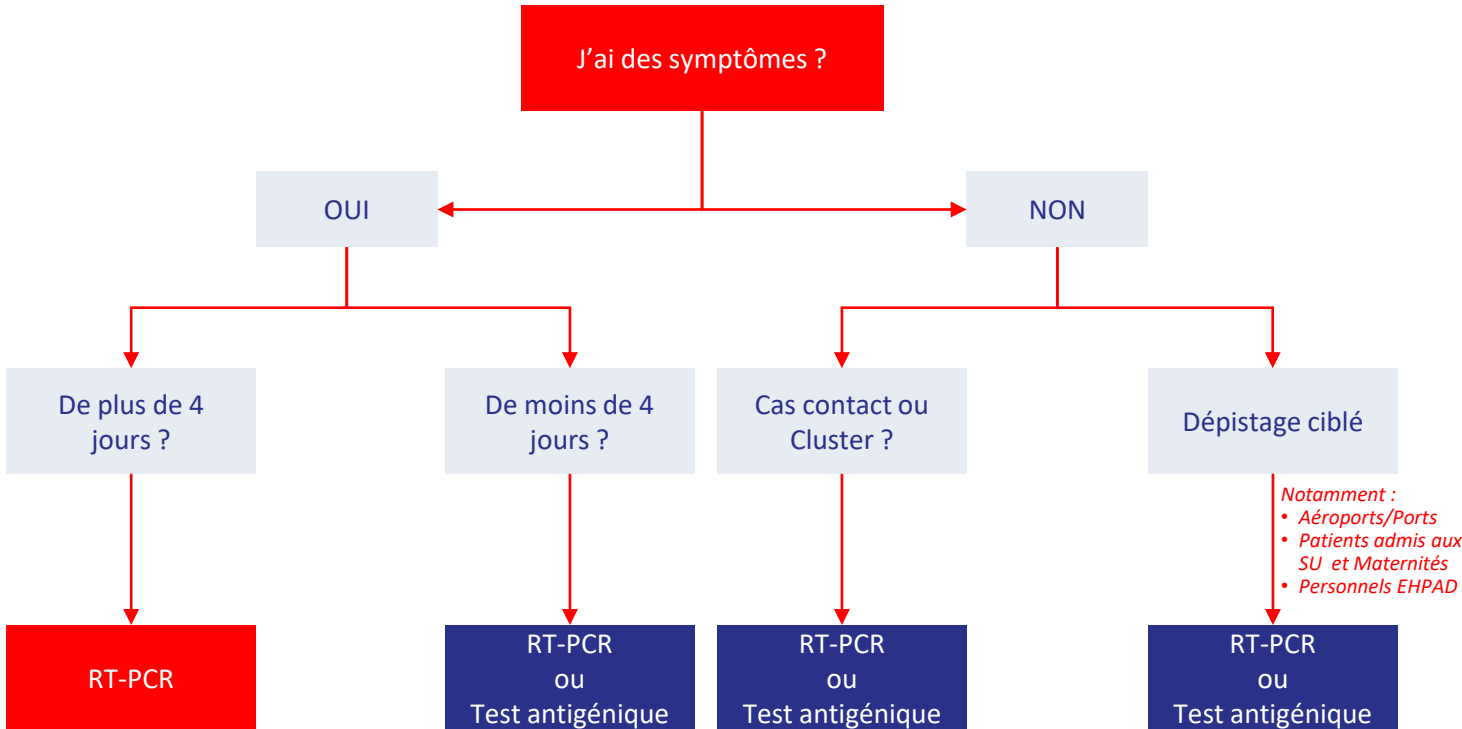 J’ai des symptômes ?
OUI
NON
De plus de 4
jours ?
De moins de 4
jours ?
Cas contact ou
Cluster ?
Dépistage ciblé
Notamment :
• Aéroports/Ports
• Patients admis aux
SU et Maternités
• Personnels EHPAD
RT-PCR
RT-PCR
ou
Test antigénique
RT-PCR
ou
Test antigénique
RT-PCR
ou
Test antigénique